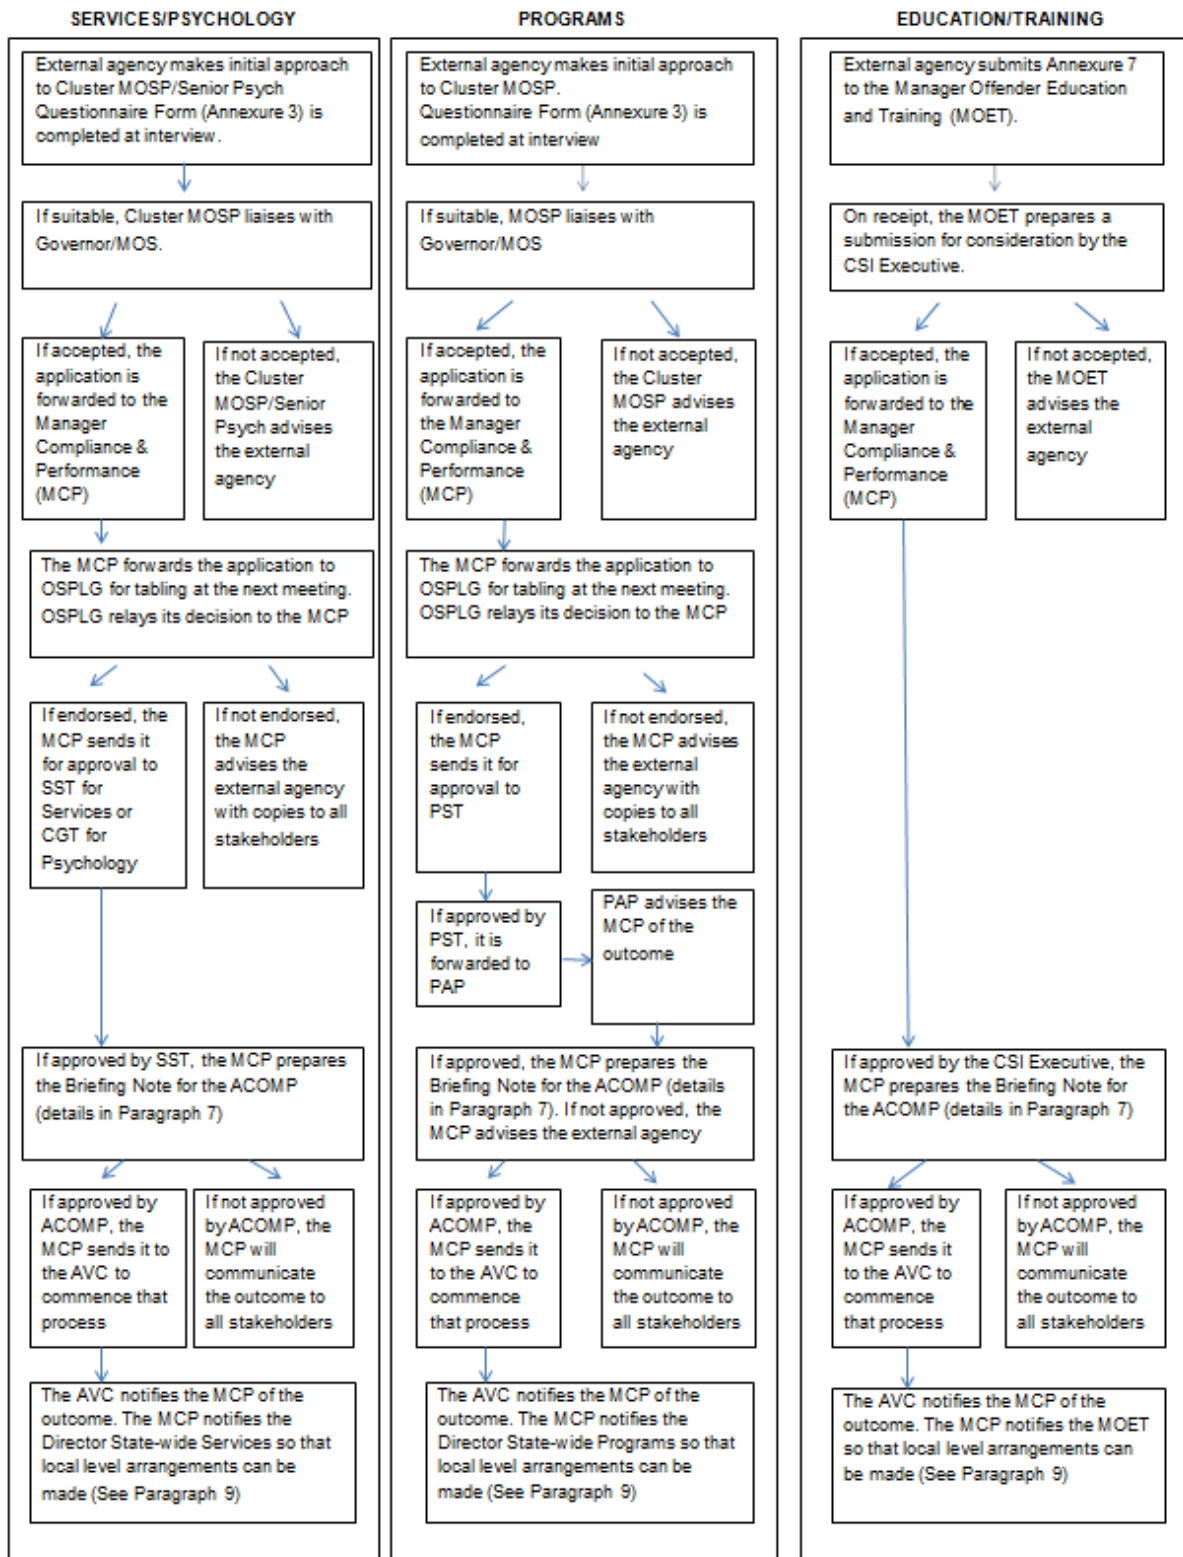 SERVICES/PSYCHOLOGY
External agency makes initial approach
to Cluster MOSP/Senior Psych
Questionnaire Form (Annexure 3) is
completed at interview.
If suitable, Cluster MOSP liaises with
Governor/MOS.
If accepted, the
application is
forwarded to the
Manager
Compliance &
Performance
(MCP)
If not accepted,
the Cluster
MOSP/Senior
Psych advises
the external
agency
The MCP forwards the application to
OSPLG for tabling at the next meeting.
OSPLG relays its decision to the MCP
If endorsed, the
MCP sends it
for approval to
SST for
Services or
CGT for
Psychology
If not endorsed,
the MCP
advises the
external agency
with copies to all
stakeholders
If approved by SST, the MCP prepares
the Briefing Note for the ACOMP
(details in Paragraph 7)
If approved by
ACOMP, the
MCP sends it to
the AVC to
commence that
process
If not approved
by ACOMP, the
MCP will
communicate
the outcome to
all stakeholders
The AVC notifies the MCP of the
outcome. The MCP notifies the
Director State-wide Services so that
local level arrangements can be
made (See Paragraph 9)
PROGRAMS
External agency makes initial approach
to Cluster MOSP.
Questionnaire Form (Annexure 3) is
completed at interview
If suitable, MOSP liaises with
Governor/MOS
If accepted, the
application is
forwarded to
the Manager
Compliance &
Performance
(MCP)
If not accepted,
the Cluster
MOSP advises
the external
agency
The MCP forwards the application to
OSPLG for tabling at the next meeting.
OSPLG relays its decision to the MCP
If endorsed,
the MCP
sends it for
approval to
PST
If not endorsed,
the MCP advises
the external
agency with
copies to all
stakeholders
If approved by
PST, it is
forwarded to
PAP
PAP advises the
MCP of the
outcome
If approved, the MCP prepares the
Briefing Note for the ACOMP (details
in Paragraph 7). If not approved, the
MCP advises the external agency
If approved by
ACOMP, the
MCP sends it
to the AVC to
commence
that process
If not approved
by ACOMP, the
MCP will
communicate
the outcome to
all stakeholders
The AVC notifies the MCP of the
outcome. The MCP notifies the
Director State-wide Programs so that
local level arrangements can be
made (See Paragraph 9)
EDUCATION/TRAINING
External agency submits Annexure 7
to the Manager Offender Education
and Training (MOET).
On receipt, the MOET prepares a
submission for consideration by the
CSI Executive.
If accepted, the
application is
forwarded to the
Manager
Compliance &
Performance
(MCP)
If not accepted,
the MOET
advises the
external
agency
If approved by the CSI Executive, the
MCP prepares the Briefing Note for
the ACOMP (details in Paragraph 7)
If approved by
ACOMP, the
MCP sends it
to the AVC to
commence
that process
If not approved
by ACOMP, the
MCP will
communicate
the outcome to
all stakeholders
The AVC notifies the MCP of the
outcome. The MCP notifies the MOET
so that local level arrangements can
be made (See Paragraph 9)